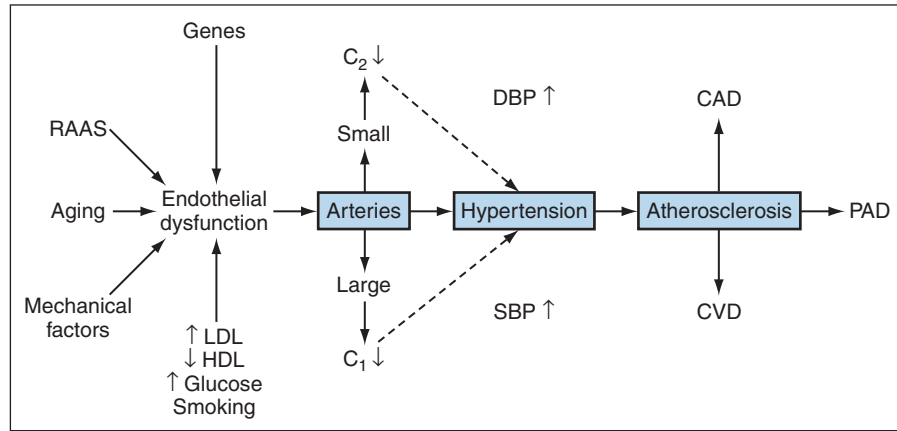 Genes
C₂ ↓
DBP ↑
CAD
RAAS
Small
Aging
Endothelial
dysfunction
Arteries
Hypertension
Atherosclerosis
PAD
Mechanical
factors
Large
SBP ↑
CVD
↑ LDL
↓ HDL
↑ Glucose
Smoking
C₁ ↓